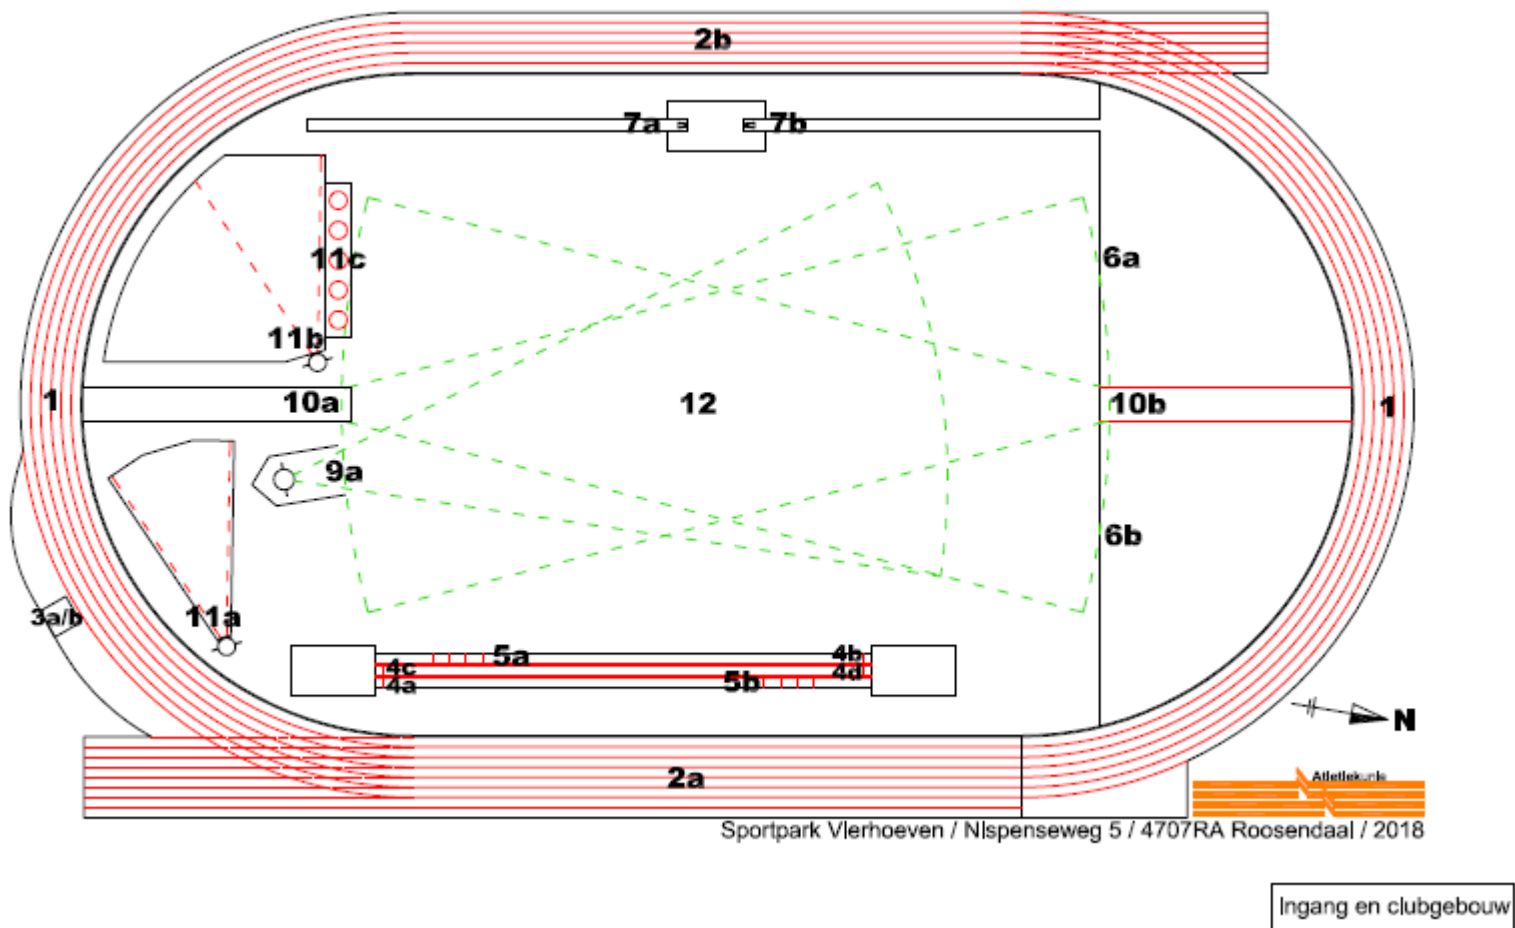 2b
7a 7b
11c 6a
11b
1 10a 12 10b 1
9a
6b
3a/b 11a
5a 4b
4c 4d
4a 5b
N
2a
Atletiekunie
Sportpark Vierhoeven / Nispenseweg 5 / 4707RA Roosendaal / 2018
Ingang en clubgebouw